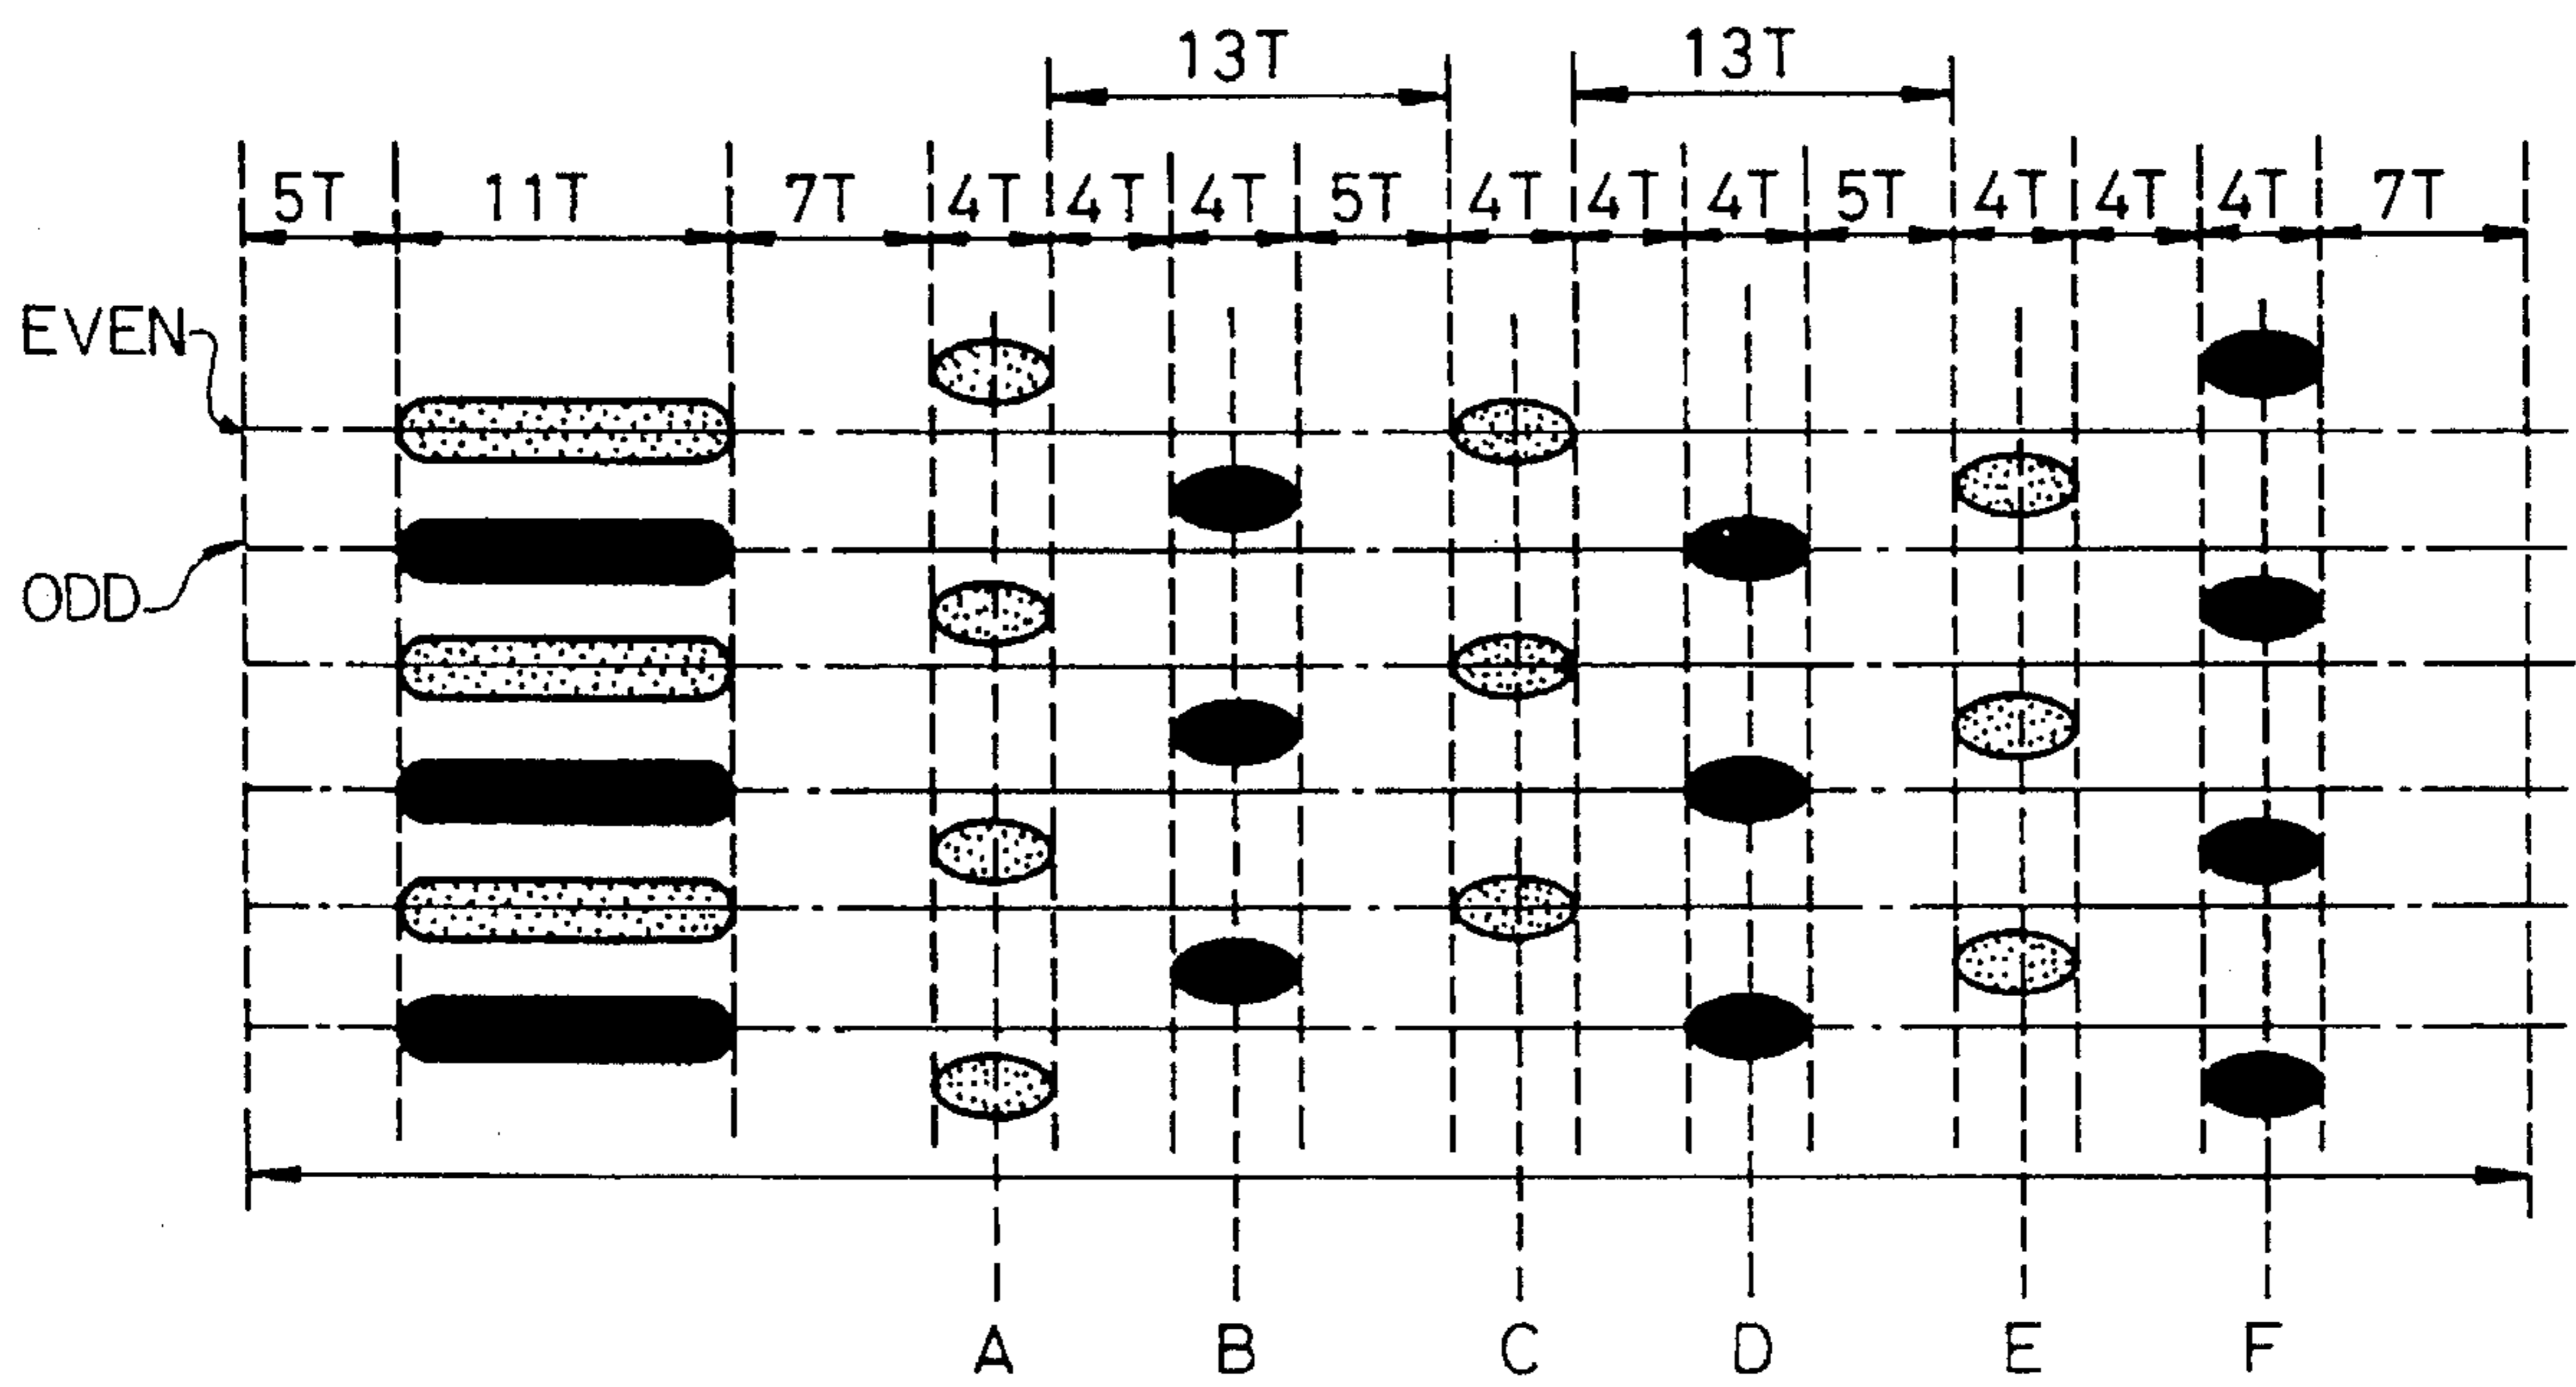 13T 13T
5T 11T 7T 4T 4T 4T 5T 4T 4T 4T 5T 4T 4T 4T 7T
EVEN
ODD
A B C D E F